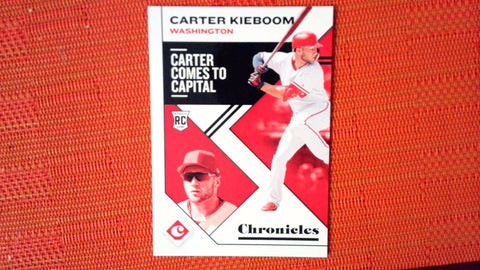 CARTER KIEBOOM
WASHINGTON
CARTER
COMES TO
CAPITAL
RC
Chronicles